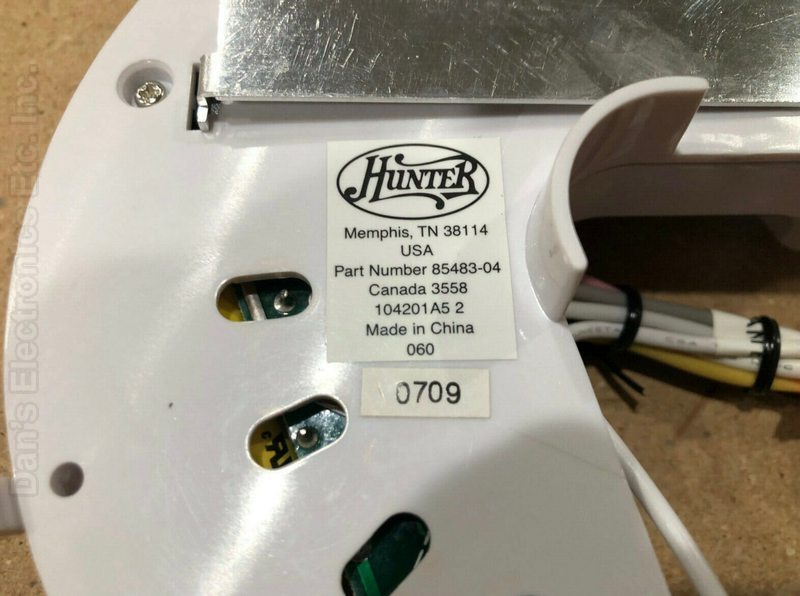 HUNTER
Memphis, TN 38114
USA
Part Number 85483-04
Canada 3558
104201A5 2
Made in China
060
0709
Dan's Electronics Etc. Inc.